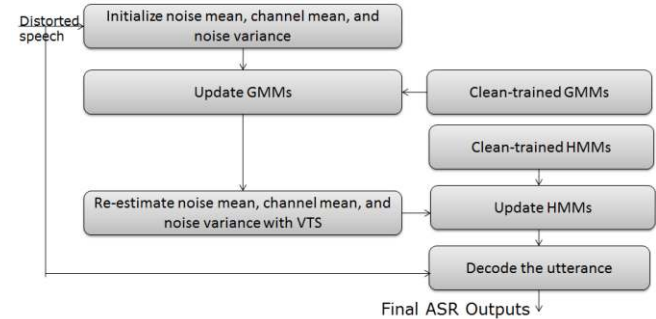 Distorted
speech
Initialize noise mean, channel mean, and
noise variance
Update GMMs
Clean-trained GMMs
Clean-trained HMMs
Re-estimate noise mean, channel mean, and
noise variance with VTS
Update HMMs
Decode the utterance
Final ASR Outputs